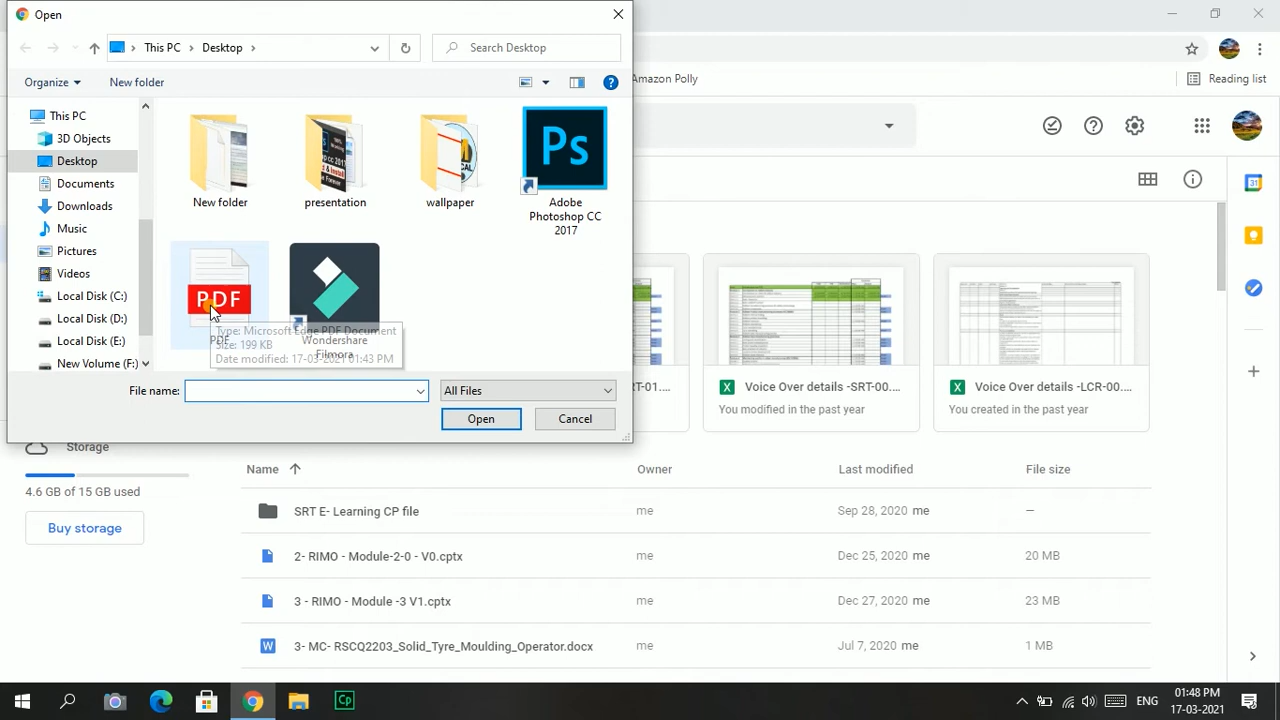 Open
This PC
Desktop
Search Desktop
Organize
New folder
This PC
3D Objects
Desktop
Documents
Downloads
Music
Pictures
Videos
Local Disk (C:)
Local Disk (D:)
Local Disk (E:)
New Volume (F:)
New folder
presentation
wallpaper
Ps
Adobe
Photoshop CC
2017
PDF
PDF
Wondershare
Filmora
Type: Microsoft Edge PDF Document
Size: 199 KB
Date modified: 17-03-2021 01:43 PM
File name:
All Files
Open
Cancel
Amazon Polly
Reading list
RT-01....
Voice Over details -SRT-00....
You modified in the past year
Voice Over details -LCR-00....
You created in the past year
Storage
4.6 GB of 15 GB used
Buy storage
Name
Owner
Last modified
File size
SRT E- Learning CP file
me
Sep 28, 2020 me
—
2- RIMO - Module-2-0 - V0.cptx
me
Dec 25, 2020 me
20 MB
3 - RIMO - Module -3 V1.cptx
me
Dec 27, 2020 me
23 MB
3- MC- RSCQ2203_Solid_Tyre_Moulding_Operator.docx
me
Jul 7, 2020 me
1 MB
Cp
ENG
01:48 PM
17-03-2021